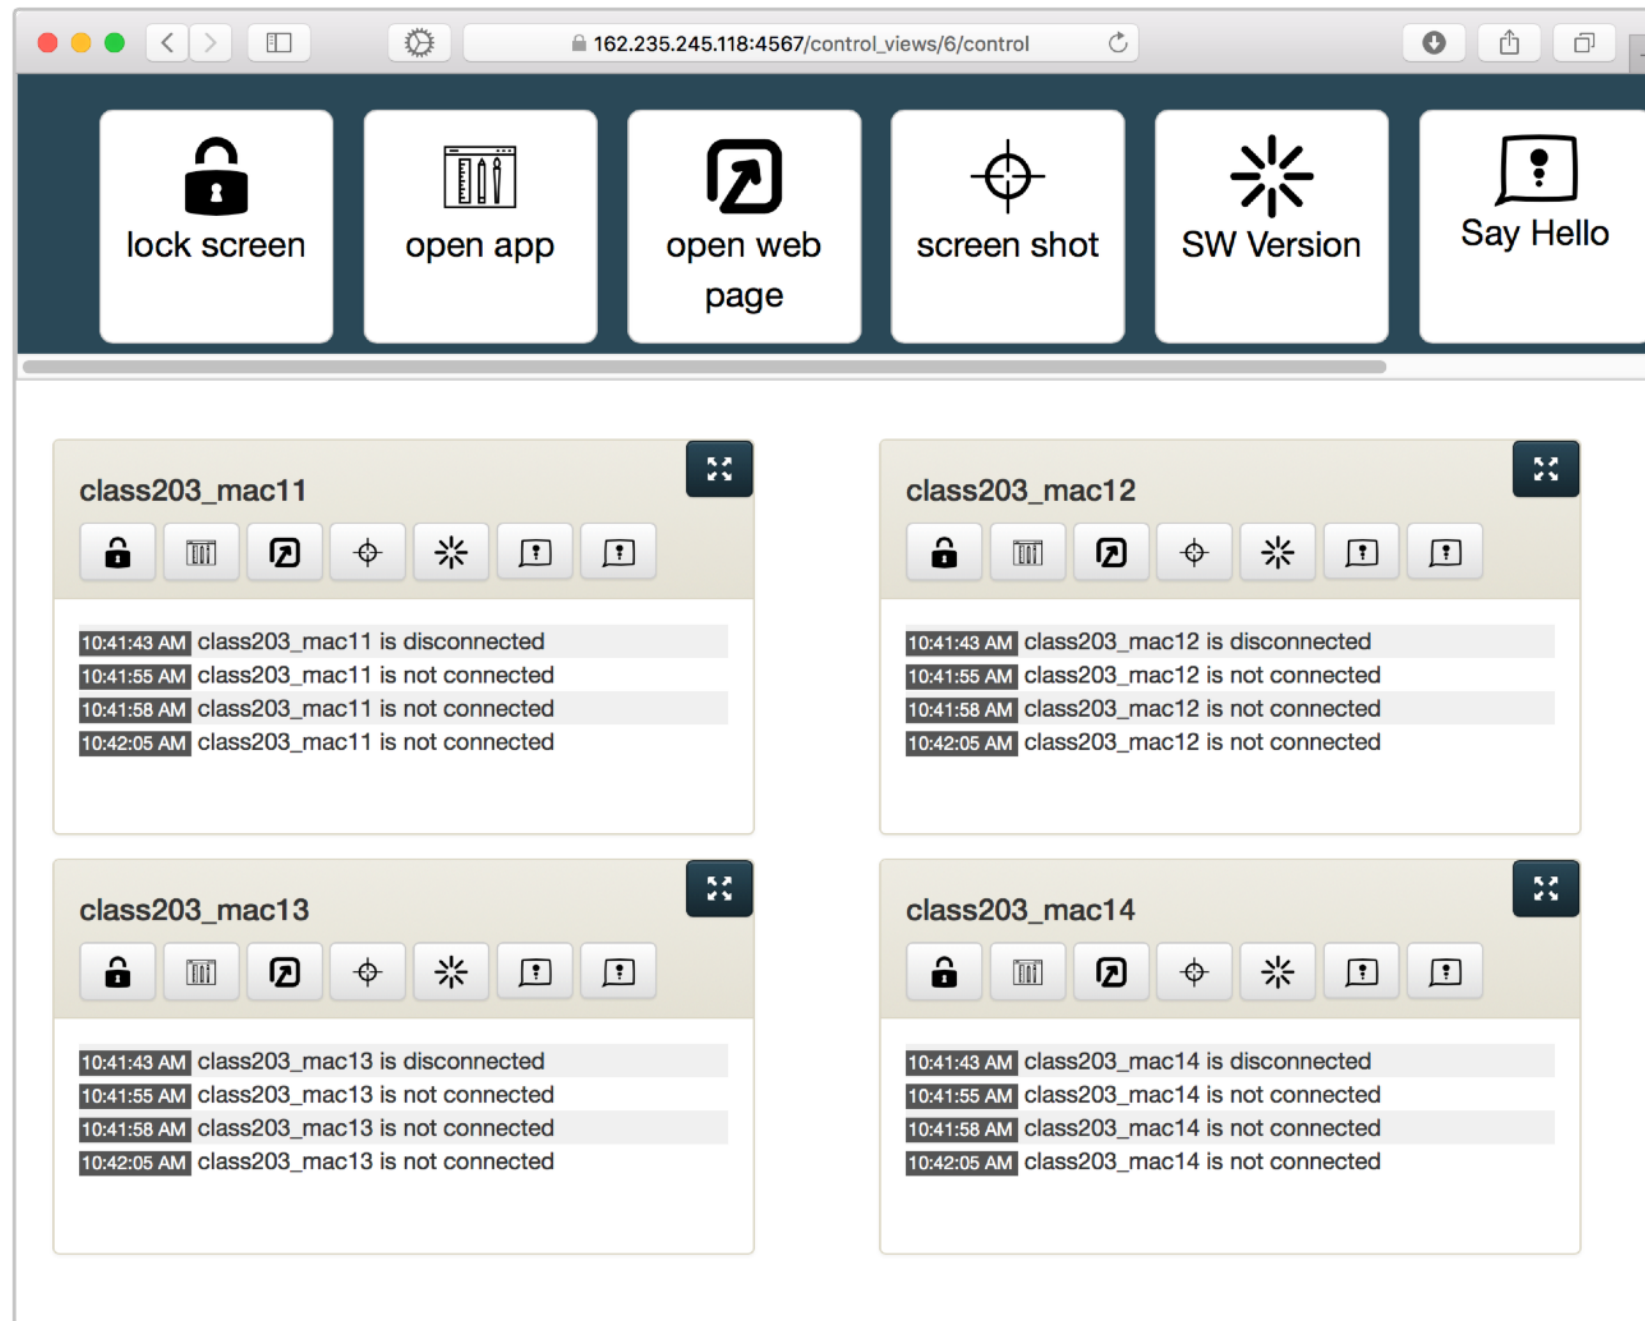 162.235.245.118:4567/control_views/6/control
lock screen
open app
open web
page
screen shot
SW Version
Say Hello
class203_mac11
10:41:43 AM class203_mac11 is disconnected
10:41:55 AM class203_mac11 is not connected
10:41:58 AM class203_mac11 is not connected
10:42:05 AM class203_mac11 is not connected
class203_mac12
10:41:43 AM class203_mac12 is disconnected
10:41:55 AM class203_mac12 is not connected
10:41:58 AM class203_mac12 is not connected
10:42:05 AM class203_mac12 is not connected
class203_mac13
10:41:43 AM class203_mac13 is disconnected
10:41:55 AM class203_mac13 is not connected
10:41:58 AM class203_mac13 is not connected
10:42:05 AM class203_mac13 is not connected
class203_mac14
10:41:43 AM class203_mac14 is disconnected
10:41:55 AM class203_mac14 is not connected
10:41:58 AM class203_mac14 is not connected
10:42:05 AM class203_mac14 is not connected